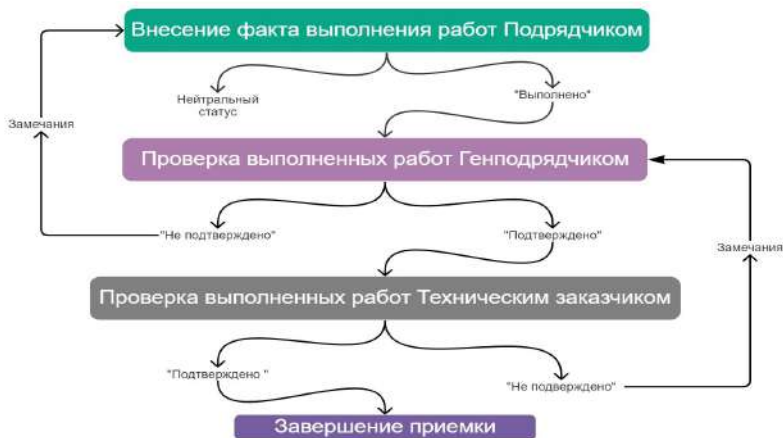 Внесение факта выполнения работ Подрядчиком
Нейтральный
статус
"Выполнено"
Замечания
Проверка выполненных работ Генподрядчиком
"Не подтверждено"
"Подтверждено"
Замечания
Проверка выполненных работ Техническим заказчиком
"Подтверждено "
"Не подверждено"
Завершение приемки